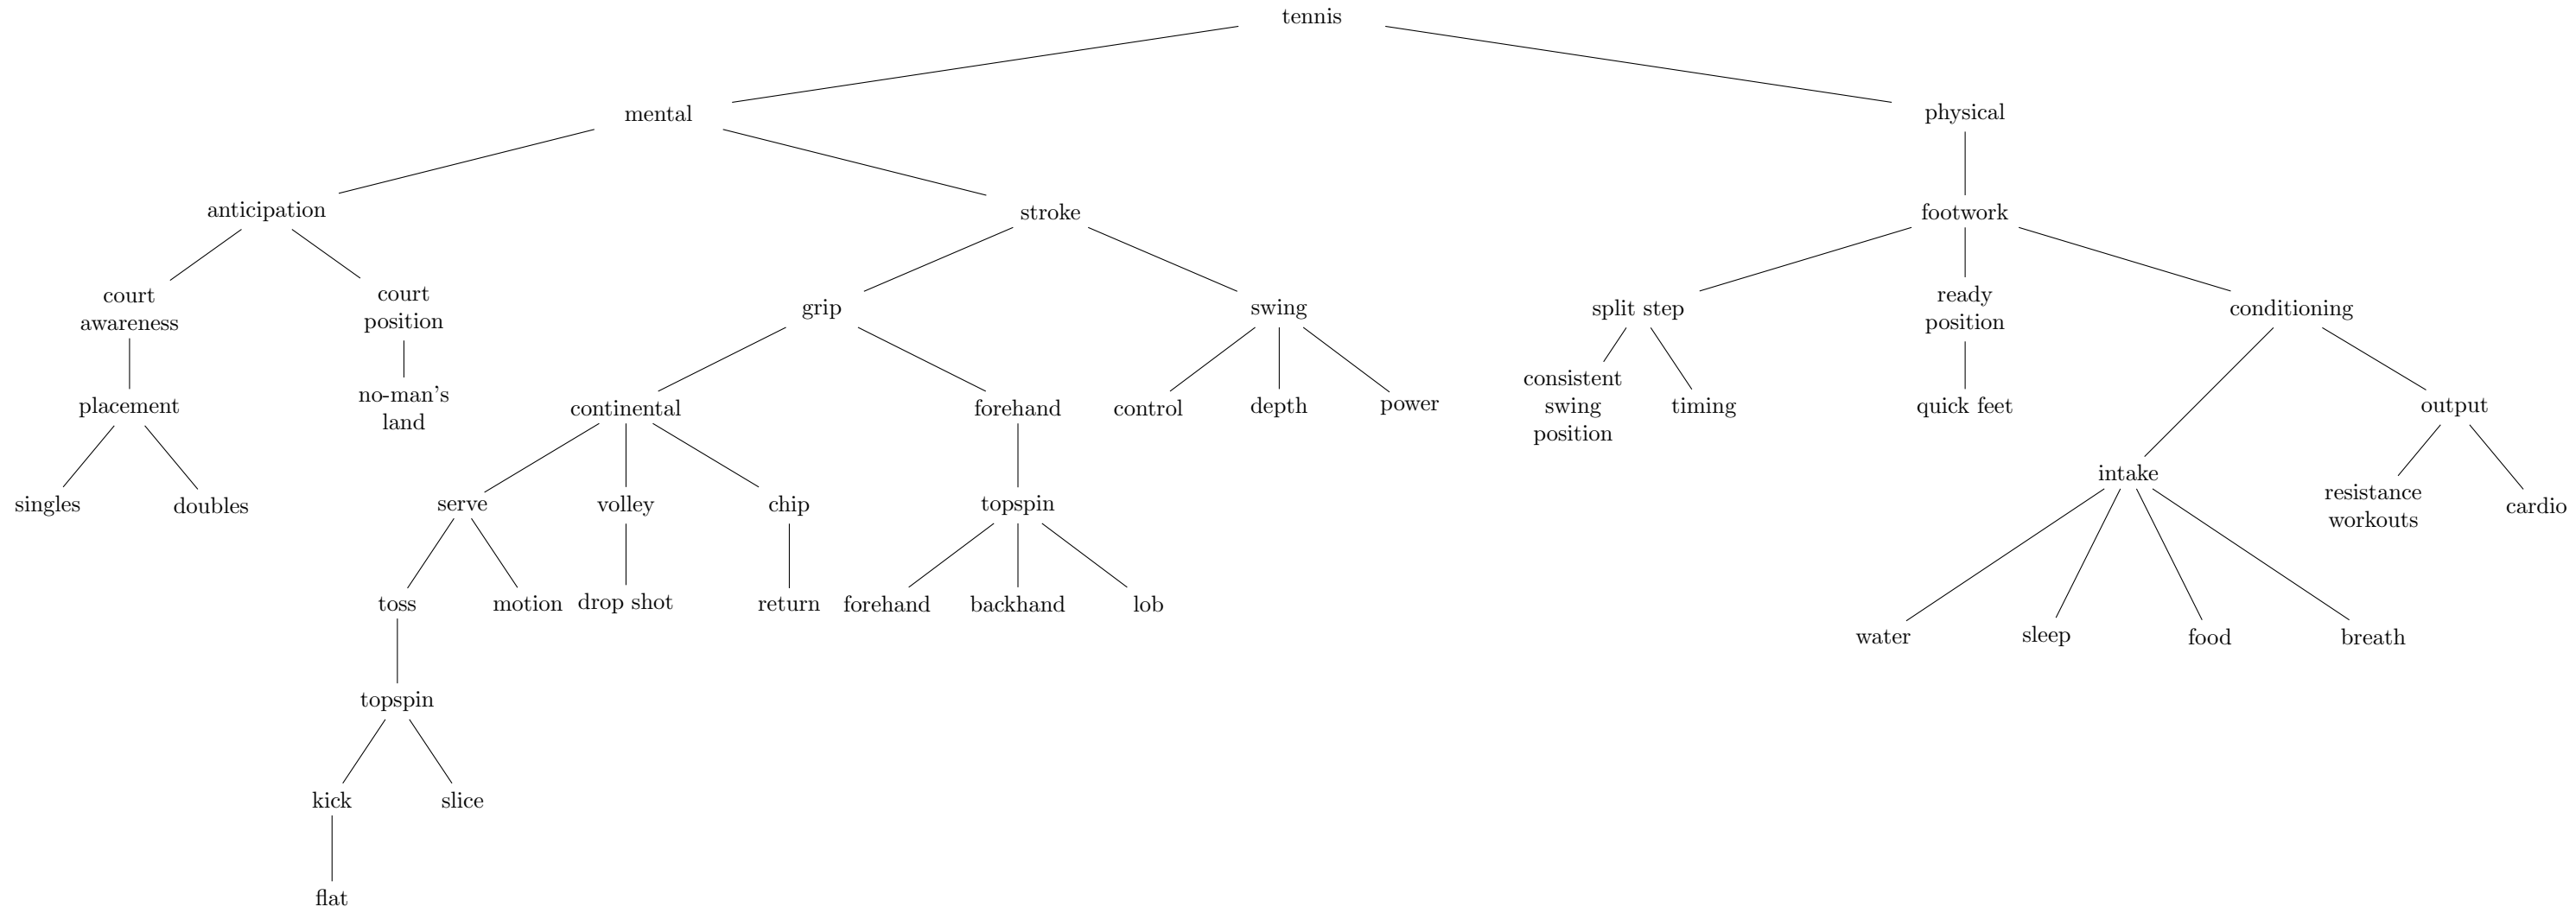 tennis
mental
physical
anticipation
stroke
footwork
court
awareness
court
position
grip
swing
split step
ready
position
conditioning
placement
no-man's
land
continental
forehand
control
depth
power
consistent
swing
position
timing
quick feet
output
singles
doubles
serve
volley
chip
topspin
intake
resistance
workouts
cardio
toss
motion
drop shot
return
forehand
backhand
lob
water
sleep
food
breath
topspin
kick
slice
flat